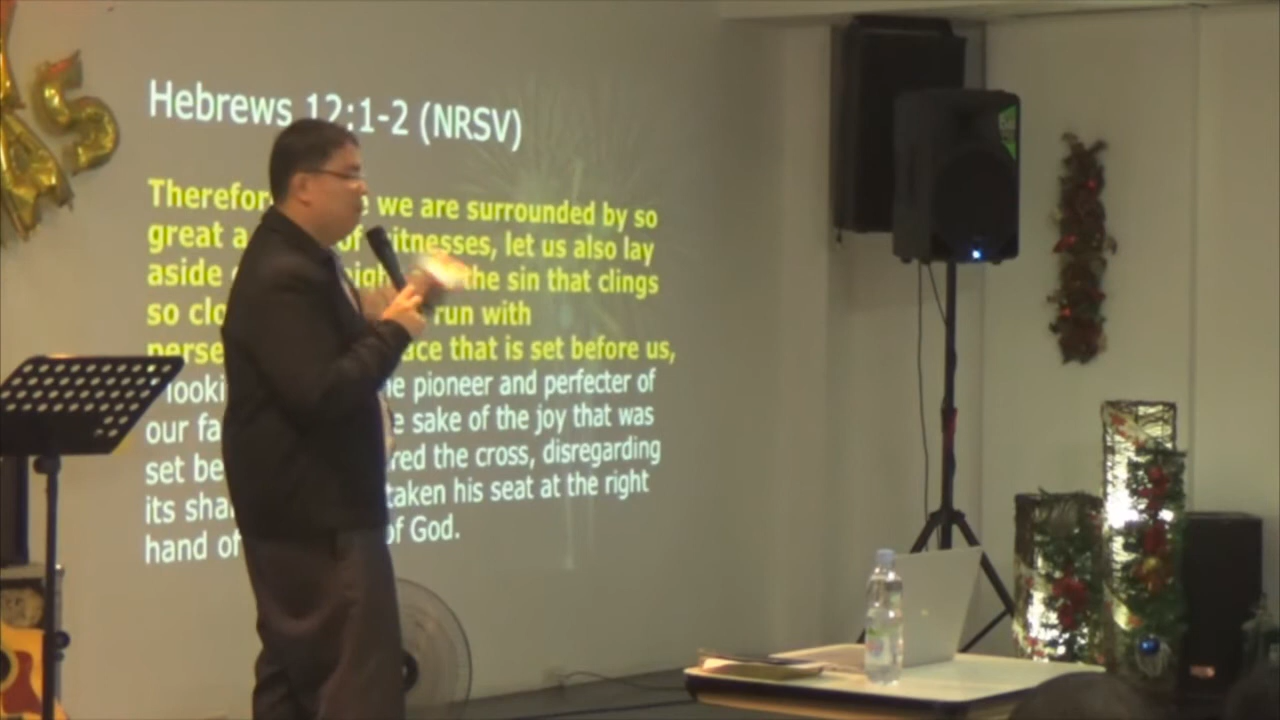 Hebrews 12:1-2 (NRSV)
Therefor we are surrounded by so
great a of witnesses, let us also lay
aside the sin that clings
so clo run with
perse ace that is set before us,
looki e pioneer and perfecter of
our fa e sake of the joy that was
set be red the cross, disregarding
its sha taken his seat at the right
hand of of God.